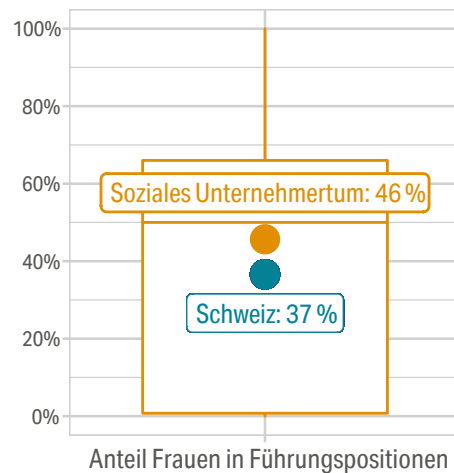 100%
80%
Soziales Unternehmertum: 46 %
60%
40%
Schweiz: 37 %
20%
0%
Anteil Frauen in Führungspositionen